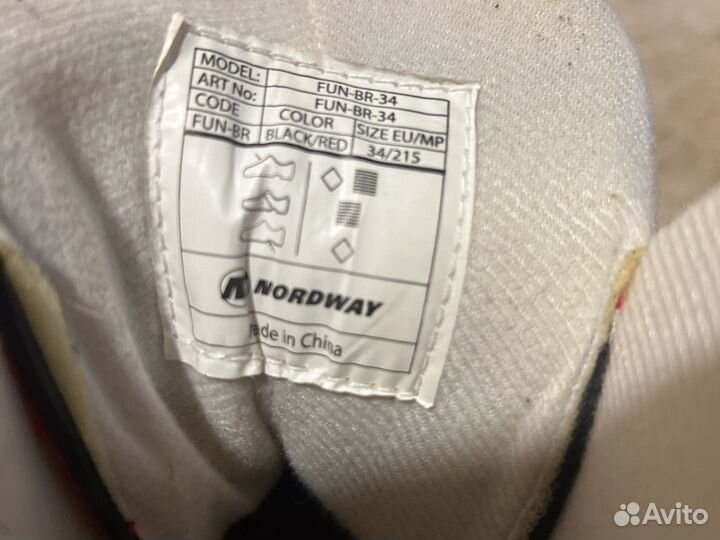 MODEL: FUN-BR-34
ART No: FUN-BR-34
CODE COLOR SIZE EU/MP
FUN-BR BLACK/RED 34/215
NORDWAY
made in China
Avito